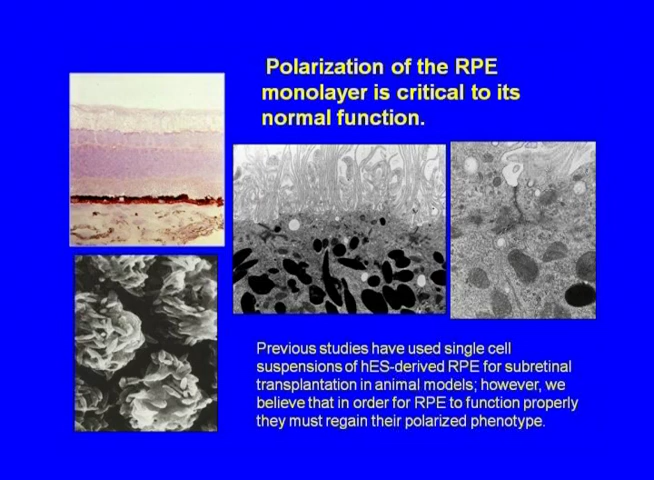 Polarization of the RPE
monolayer is critical to its
normal function.
Previous studies have used single cell
suspensions of hES-derived RPE for subretinal
transplantation in animal models; however, we
believe that in order for RPE to function properly
they must regain their polarized phenotype.